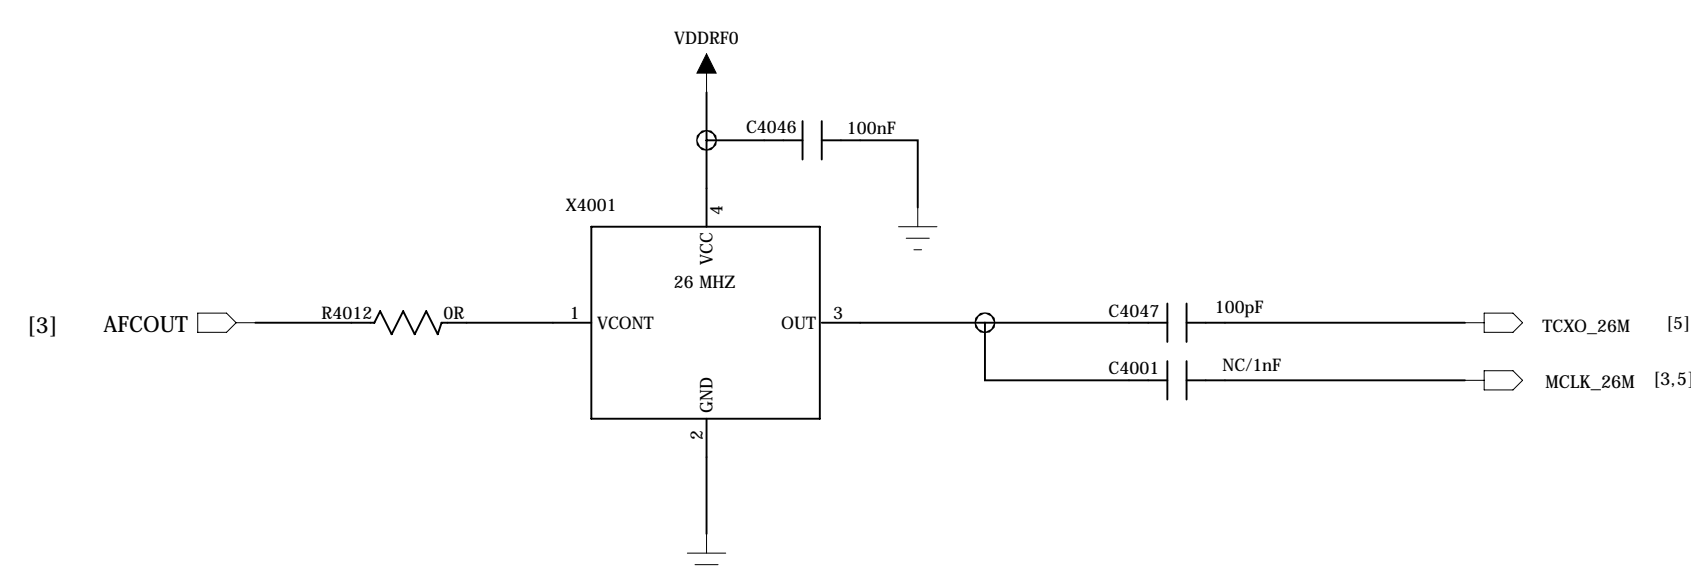 VDDRF0
C4046 100nF
X4001
4
VCC
26 MHZ
[3] AFCOUT R4012 0R 1 VCONT OUT 3 C4047 100pF TCXO_26M [5]
C4001 NC/1nF MCLK_26M [3,5]
GND
2